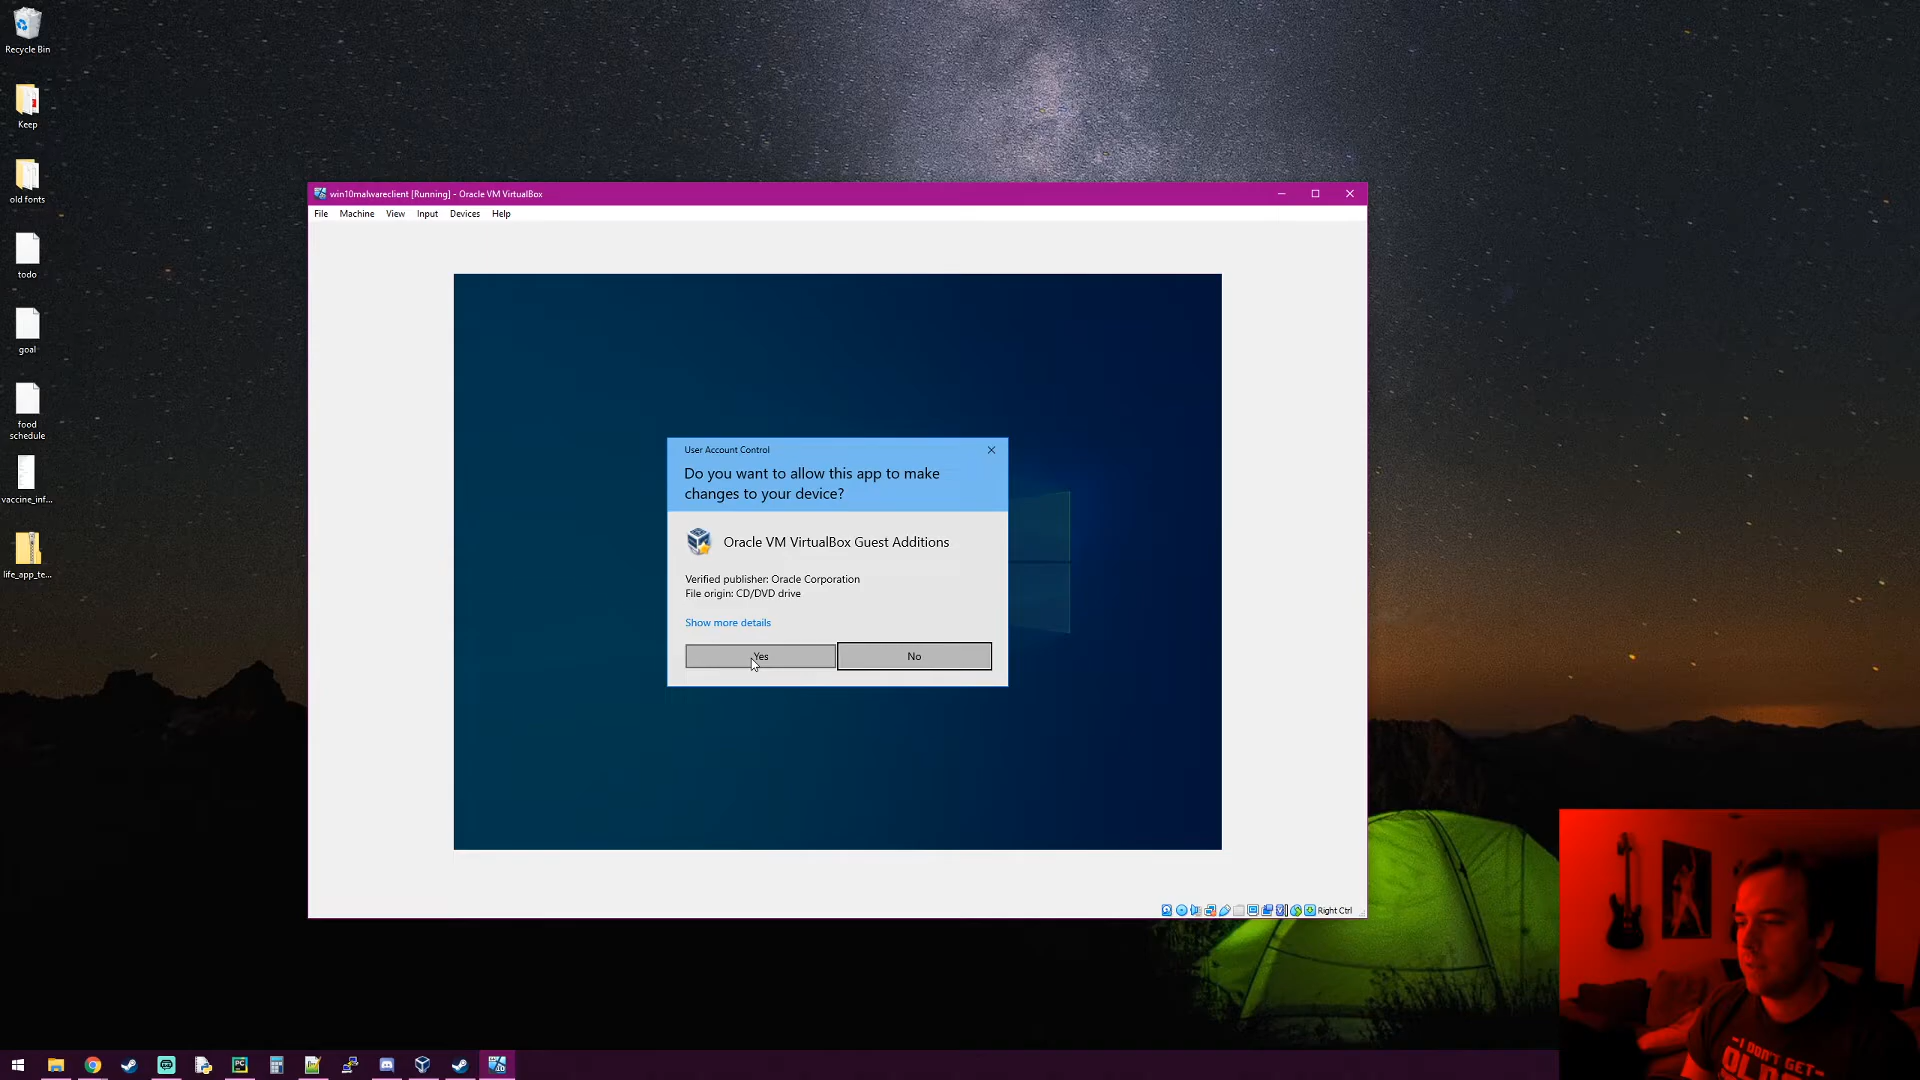 Recycle Bin
Keep
old fonts
todo
goal
food
schedule
vaccine_inf...
life_app_te...
win10malwareclient [Running] - Oracle VM VirtualBox
File Machine View Input Devices Help
User Account Control
Do you want to allow this app to make
changes to your device?
Oracle VM VirtualBox Guest Additions
Verified publisher: Oracle Corporation
File origin: CD/DVD drive
Show more details
Yes
No
Right Ctrl
PC
-I DON'T GET-